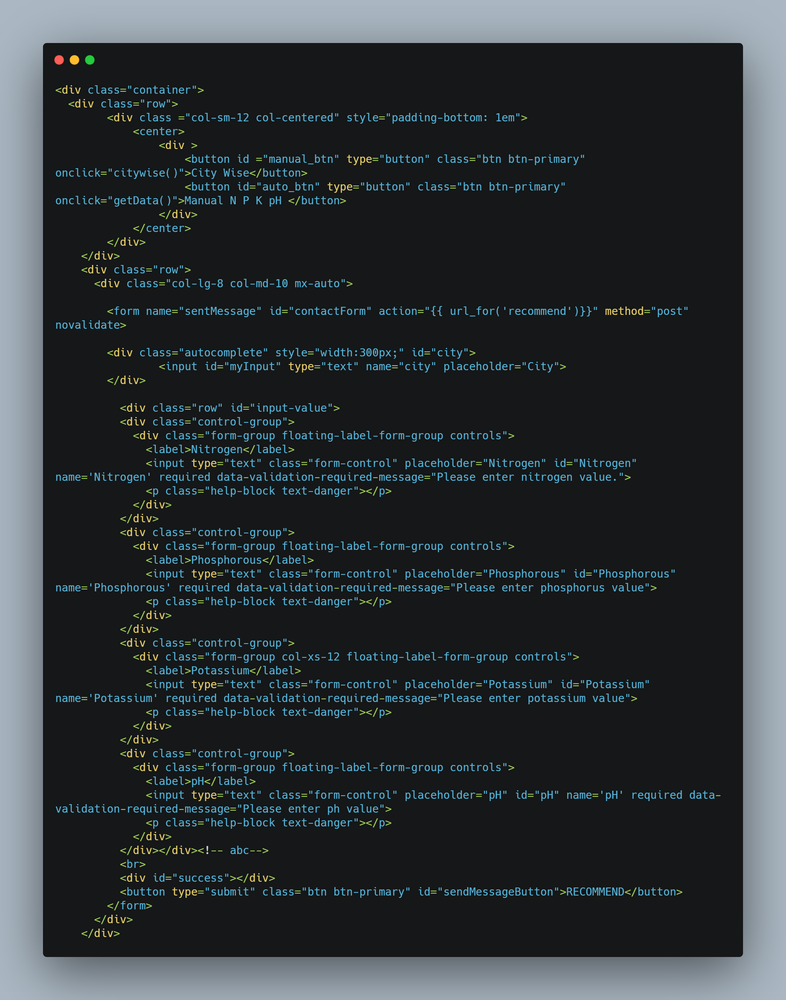 <div class="container">
  <div class="row">
        <div class ="col-sm-12 col-centered" style="padding-bottom: 1em">
            <center>
                <div >
                    <button id ="manual_btn" type="button" class="btn btn-primary"
onclick="citywise()">City Wise</button>
                    <button id="auto_btn" type="button" class="btn btn-primary"
onclick="getData()">Manual N P K pH </button>
                </div>
            </center>
        </div>
    </div>
    <div class="row">
      <div class="col-lg-8 col-md-10 mx-auto">

        <form name="sentMessage" id="contactForm" action="{{ url_for('recommend')}}" method="post"
novalidate>

        <div class="autocomplete" style="width:300px;" id="city">
                <input id="myInput" type="text" name="city" placeholder="City">
        </div>

          <div class="row" id="input-value">
          <div class="control-group">
            <div class="form-group floating-label-form-group controls">
              <label>Nitrogen</label>
              <input type="text" class="form-control" placeholder="Nitrogen" id="Nitrogen"
name='Nitrogen' required data-validation-required-message="Please enter nitrogen value.">
              <p class="help-block text-danger"></p>
            </div>
          </div>
          <div class="control-group">
            <div class="form-group floating-label-form-group controls">
              <label>Phosphorous</label>
              <input type="text" class="form-control" placeholder="Phosphorous" id="Phosphorous"
name='Phosphorous' required data-validation-required-message="Please enter phosphorus value">
              <p class="help-block text-danger"></p>
            </div>
          </div>
          <div class="control-group">
            <div class="form-group col-xs-12 floating-label-form-group controls">
              <label>Potassium</label>
              <input type="text" class="form-control" placeholder="Potassium" id="Potassium"
name='Potassium' required data-validation-required-message="Please enter potassium value">
              <p class="help-block text-danger"></p>
            </div>
          </div>
          <div class="control-group">
            <div class="form-group floating-label-form-group controls">
              <label>pH</label>
              <input type="text" class="form-control" placeholder="pH" id="pH" name='pH' required data-
validation-required-message="Please enter ph value">
              <p class="help-block text-danger"></p>
            </div>
          </div></div><!-- abc-->
          <br>
          <div id="success"></div>
          <button type="submit" class="btn btn-primary" id="sendMessageButton">RECOMMEND</button>
        </form>
      </div>
    </div>